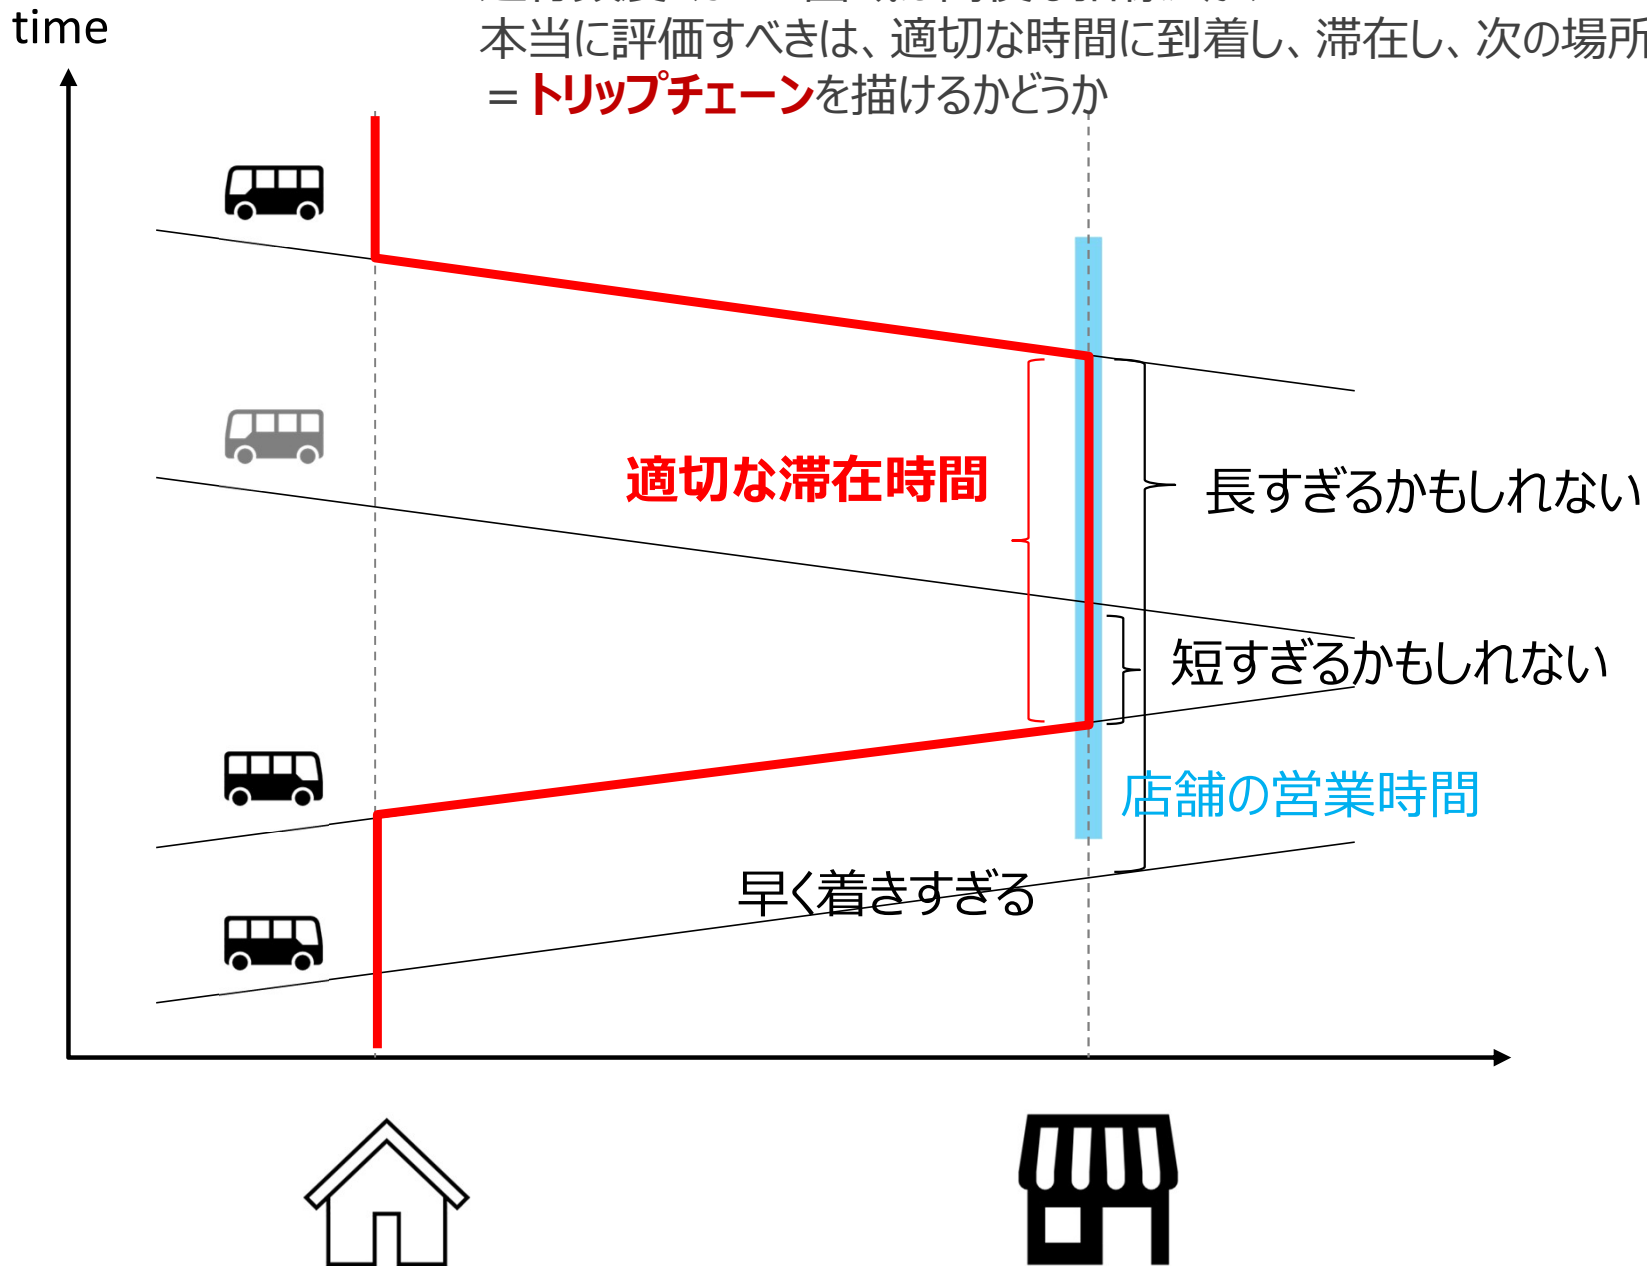 time
本当に評価すべきは、適切な時間に到着し、滞在し、次の場所
＝トリップチェーンを描けるかどうか
適切な滞在時間
長すぎるかもしれない
短すぎるかもしれない
店舗の営業時間
早く着きすぎる